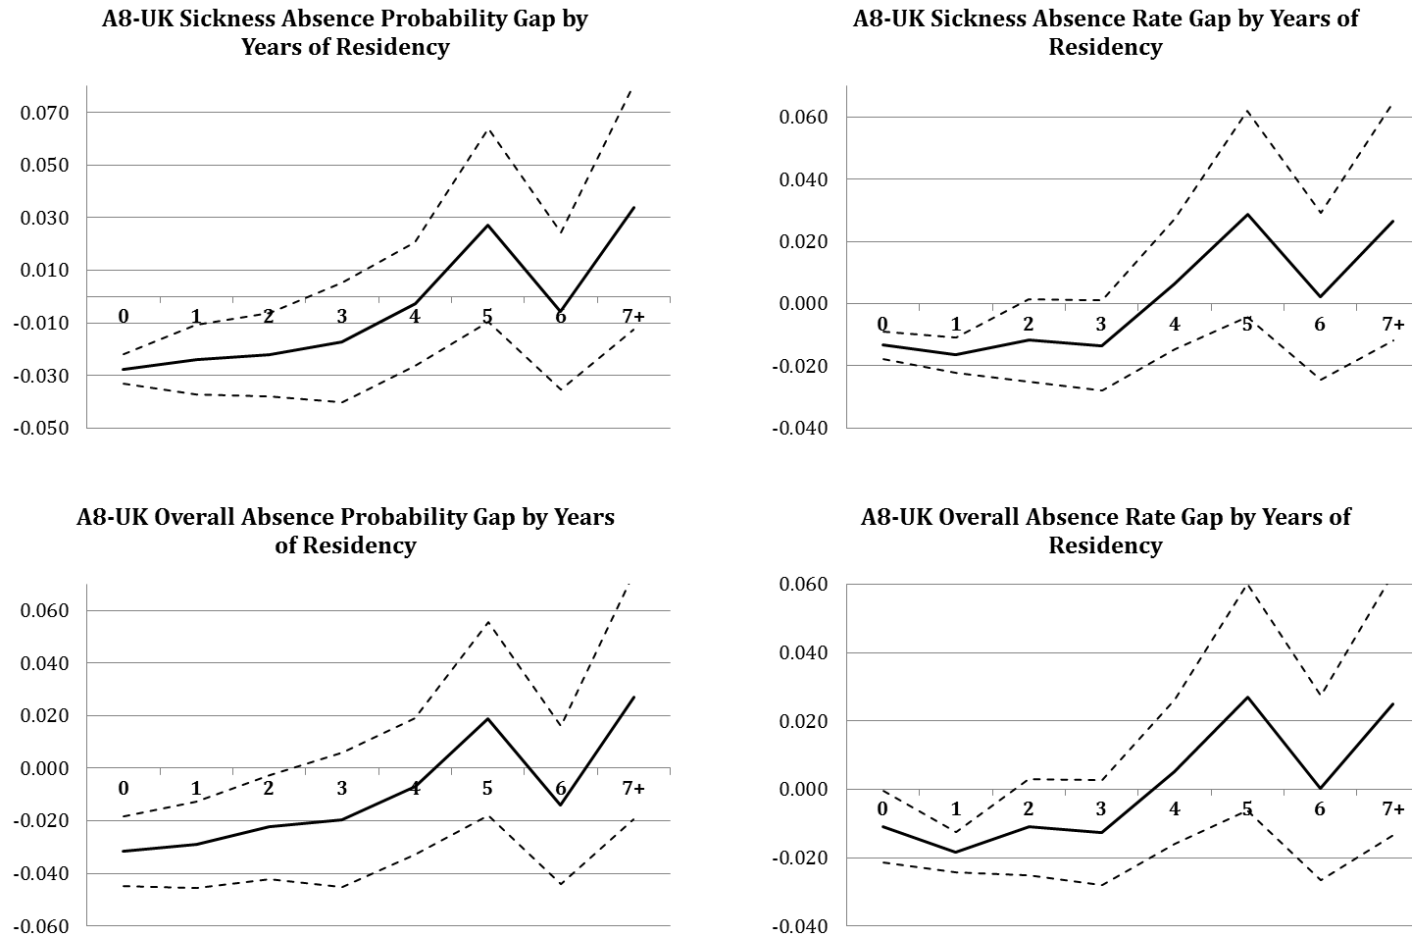 A8-UK Sickness Absence Probability Gap by
Years of Residency
0.070
0.050
0.030
0.010
-0.010
-0.030
-0.050
0 1 2 3 4 5 6 7+
A8-UK Sickness Absence Rate Gap by Years of
Residency
0.060
0.040
0.020
0.000
-0.020
-0.040
0 1 2 3 4 5 6 7+
A8-UK Overall Absence Probability Gap by Years
of Residency
0.060
0.040
0.020
0.000
-0.020
-0.040
-0.060
0 1 2 3 4 5 6 7+
A8-UK Overall Absence Rate Gap by Years of
Residency
0.060
0.040
0.020
0.000
-0.020
-0.040
0 1 2 3 4 5 6 7+